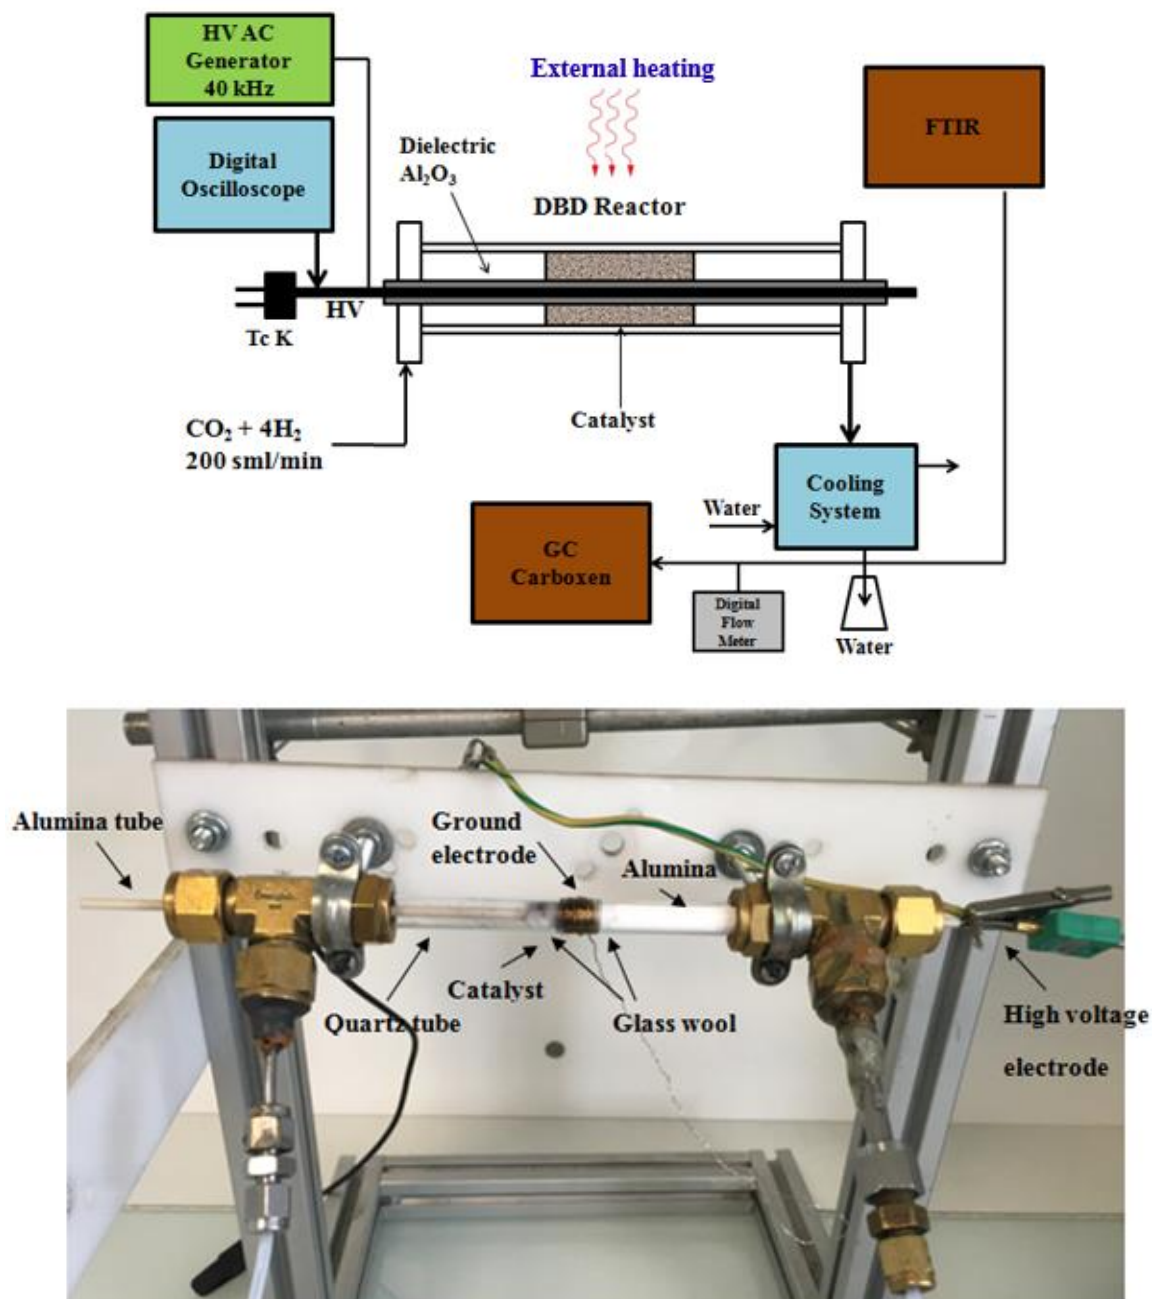 HV AC
Generator
40 kHz
Digital
Oscilloscope
External heating
Dielectric
Al₂O₃
DBD Reactor
FTIR
HV
Tc K
CO₂ + 4H₂
200 sml/min
Catalyst
Cooling
System
Water
GC
Carboxen
Digital
Flow
Meter
Water
Alumina tube
Ground
electrode
Alumina
Catalyst
Quartz tube
Glass wool
High voltage
electrode